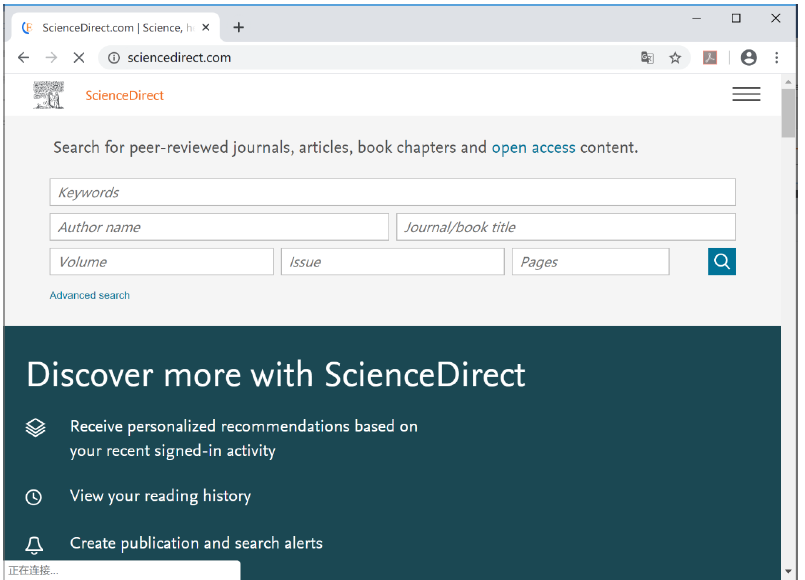 ScienceDirect.com | Science, h
sciencedirect.com
ScienceDirect
Search for peer-reviewed journals, articles, book chapters and open access content.
Keywords
Author name
Journal/book title
Volume
Issue
Pages
Advanced search
Discover more with ScienceDirect
Receive personalized recommendations based on
your recent signed-in activity
View your reading history
Create publication and search alerts
正在连接...